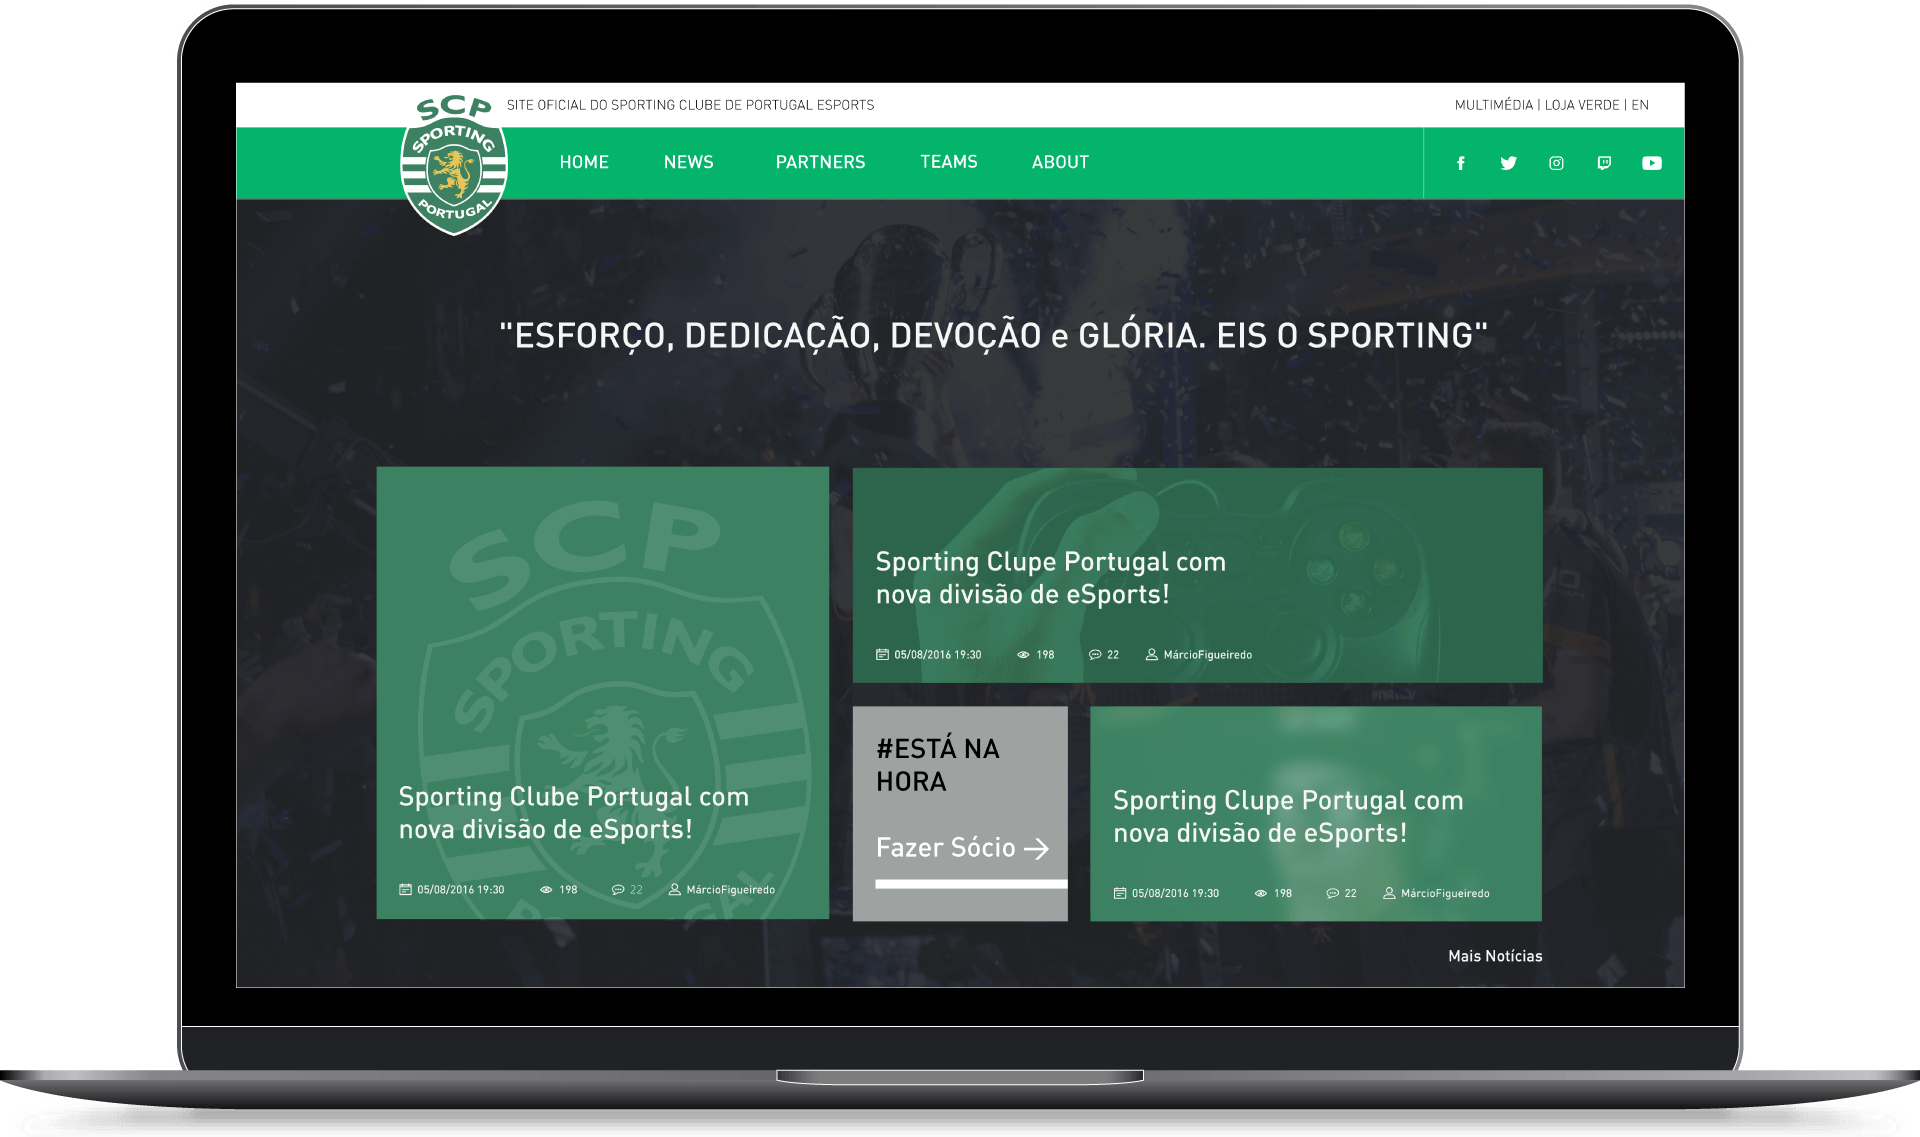 SCP
SPORTING
PORTUGAL
SITE OFICIAL DO SPORTING CLUBE DE PORTUGAL ESPORTS
MULTIMÉDIA | LOJA VERDE | EN
HOME NEWS PARTNERS TEAMS ABOUT
"ESFORÇO, DEDICAÇÃO, DEVOÇÃO e GLÓRIA. EIS O SPORTING"
SCP
SPORTING
PORTUGAL
Sporting Clube Portugal com
nova divisão de eSports!
05/08/2016 19:30 198 22 MárcioFigueiredo
Sporting Clupe Portugal com
nova divisão de eSports!
05/08/2016 19:30 198 22 MárcioFigueiredo
#ESTÁ NA
HORA
Fazer Sócio →
Sporting Clupe Portugal com
nova divisão de eSports!
05/08/2016 19:30 198 22 MárcioFigueiredo
Mais Notícias